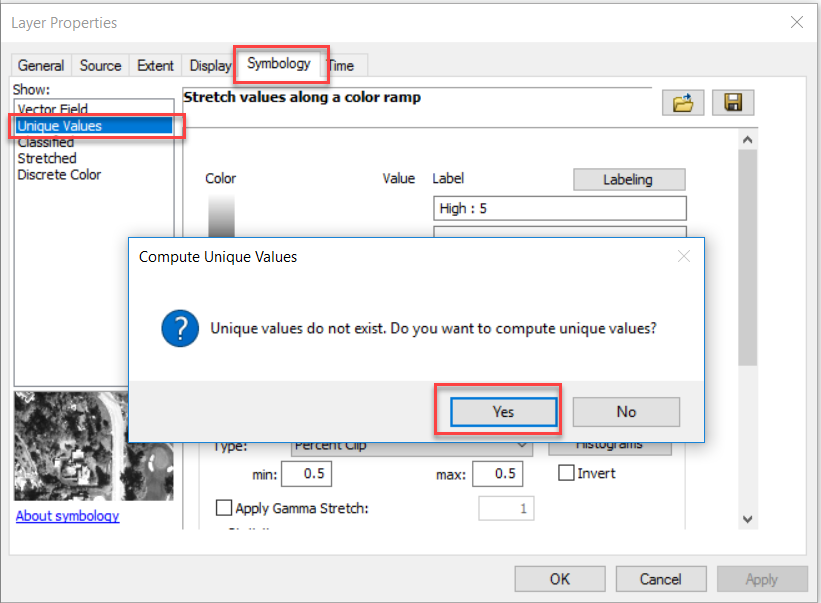 Layer Properties
General Source Extent Display Symbology Time
Show:
Vector Field
Unique Values
Classified
Stretched
Discrete Color
Stretch values along a color ramp
Color Value Label Labeling
High : 5
Compute Unique Values
Unique values do not exist. Do you want to compute unique values?
Yes No
Type: Percent Clip Histograms
min: 0.5 max: 0.5 Invert
Apply Gamma Stretch: 1
About symbology
OK Cancel Apply